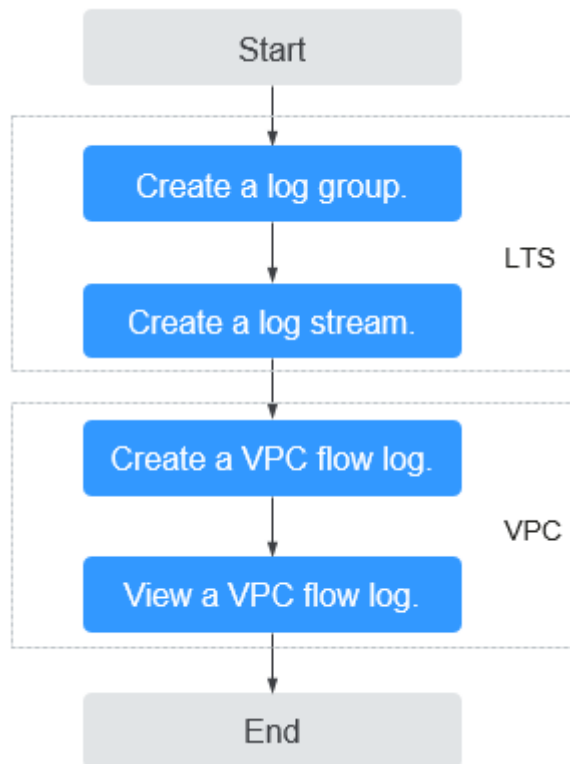 Start
Create a log group.
LTS
Create a log stream.
Create a VPC flow log.
VPC
View a VPC flow log.
End